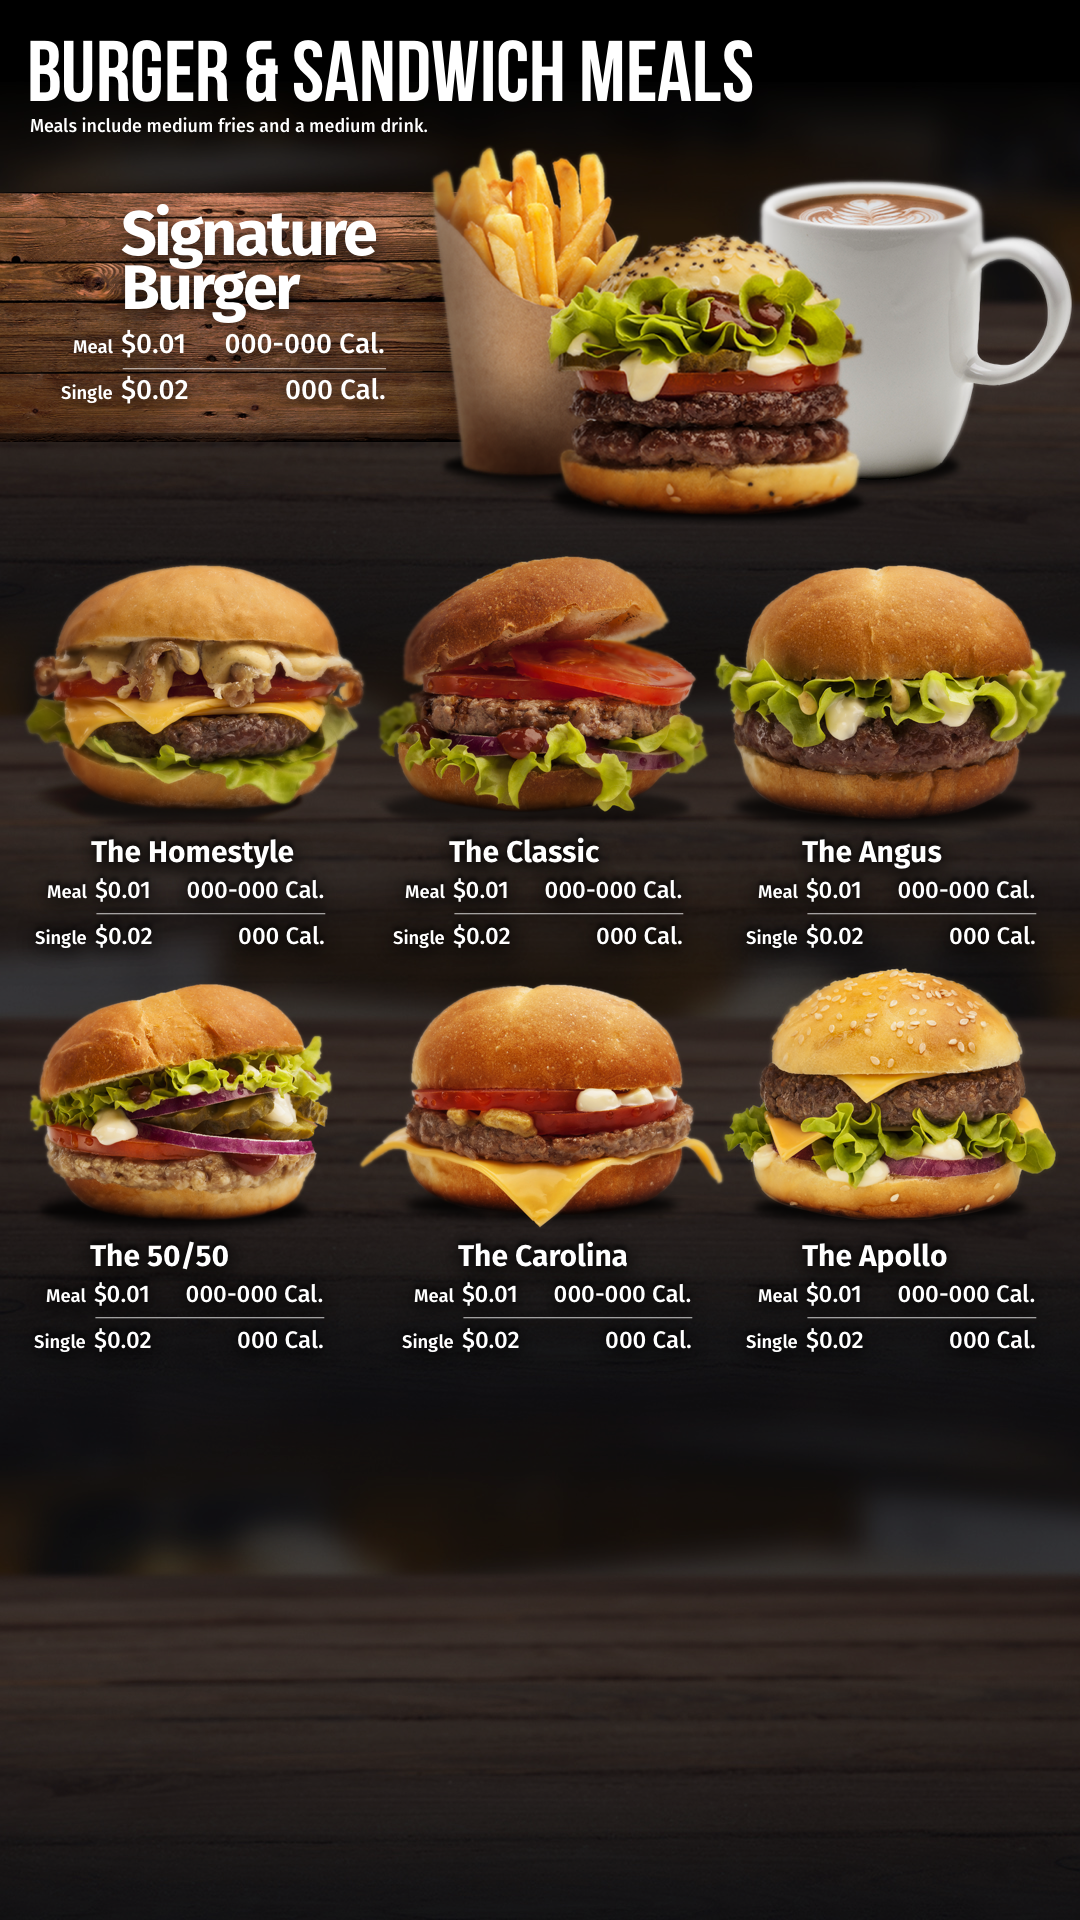 BURGER & SANDWICH MEALS
Meals include medium fries and a medium drink.
Signature
Burger
Meal $0.01 000-000 Cal.
Single $0.02 000 Cal.
The Homestyle
Meal $0.01 000-000 Cal.
Single $0.02 000 Cal.
The Classic
Meal $0.01 000-000 Cal.
Single $0.02 000 Cal.
The Angus
Meal $0.01 000-000 Cal.
Single $0.02 000 Cal.
The 50/50
Meal $0.01 000-000 Cal.
Single $0.02 000 Cal.
The Carolina
Meal $0.01 000-000 Cal.
Single $0.02 000 Cal.
The Apollo
Meal $0.01 000-000 Cal.
Single $0.02 000 Cal.